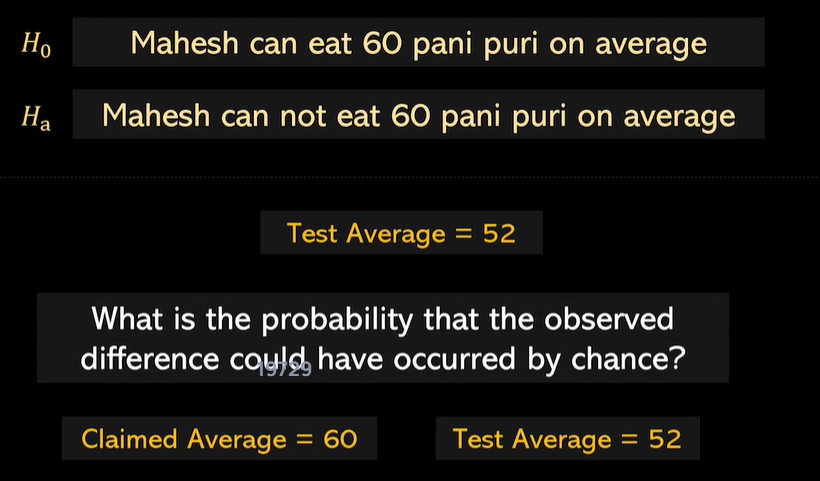 H₀ Mahesh can eat 60 pani puri on average
Hₐ Mahesh can not eat 60 pani puri on average
Test Average = 52
What is the probability that the observed
difference could have occurred by chance?
19729
Claimed Average = 60 Test Average = 52